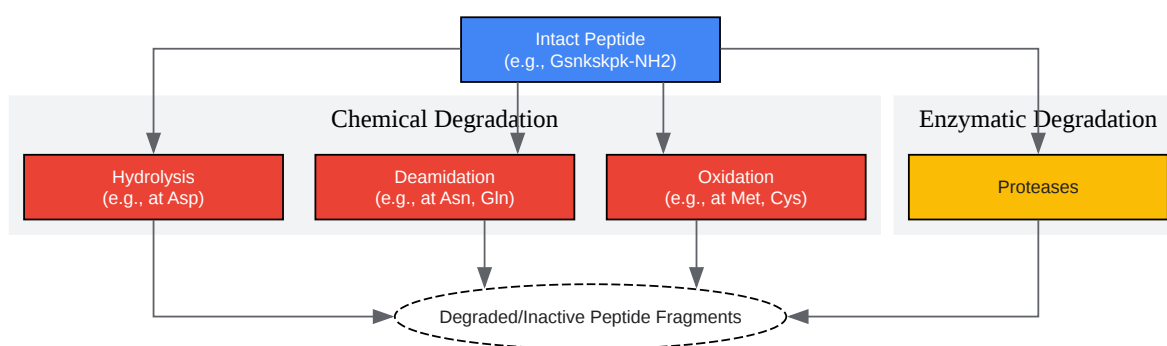 Intact Peptide
(e.g., Gsnkskpk-NH2)
Chemical Degradation
Enzymatic Degradation
Hydrolysis
(e.g., at Asp)
Deamidation
(e.g., at Asn, Gln)
Oxidation
(e.g., at Met, Cys)
Proteases
Degraded/Inactive Peptide Fragments